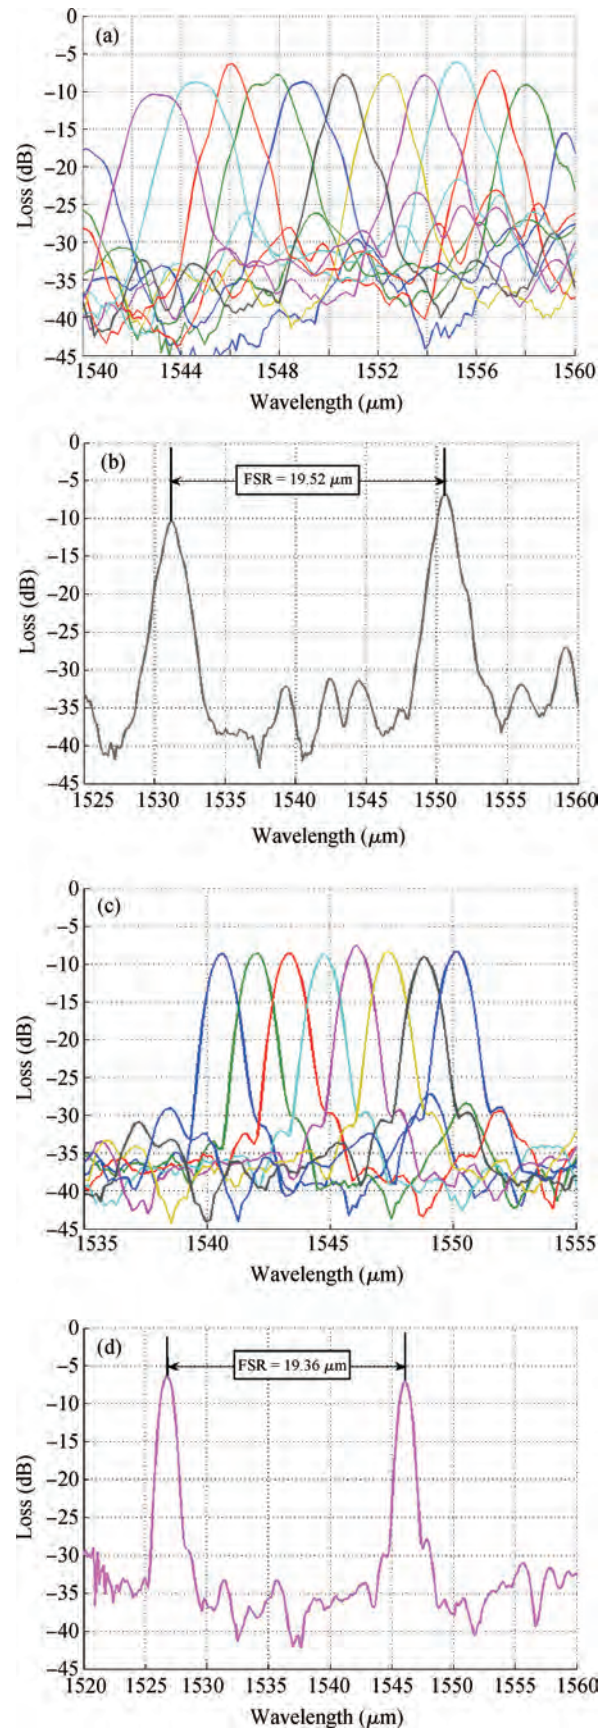 (a)
0
−5
−10
−15
−20
−25
−30
−35
−40
−45
Loss (dB)
1540 1544 1548 1552 1556 1560
Wavelength (μm)
(b)
FSR = 19.52 μm
0
−5
−10
−15
−20
−25
−30
−35
−40
−45
Loss (dB)
1525 1530 1535 1540 1545 1550 1555 1560
Wavelength (μm)
(c)
0
−5
−10
−15
−20
−25
−30
−35
−40
−45
Loss (dB)
1535 1540 1545 1550 1555
Wavelength (μm)
(d)
FSR = 19.36 μm
0
−5
−10
−15
−20
−25
−30
−35
−40
−45
Loss (dB)
1520 1525 1530 1535 1540 1545 1550 1555 1560
Wavelength (μm)